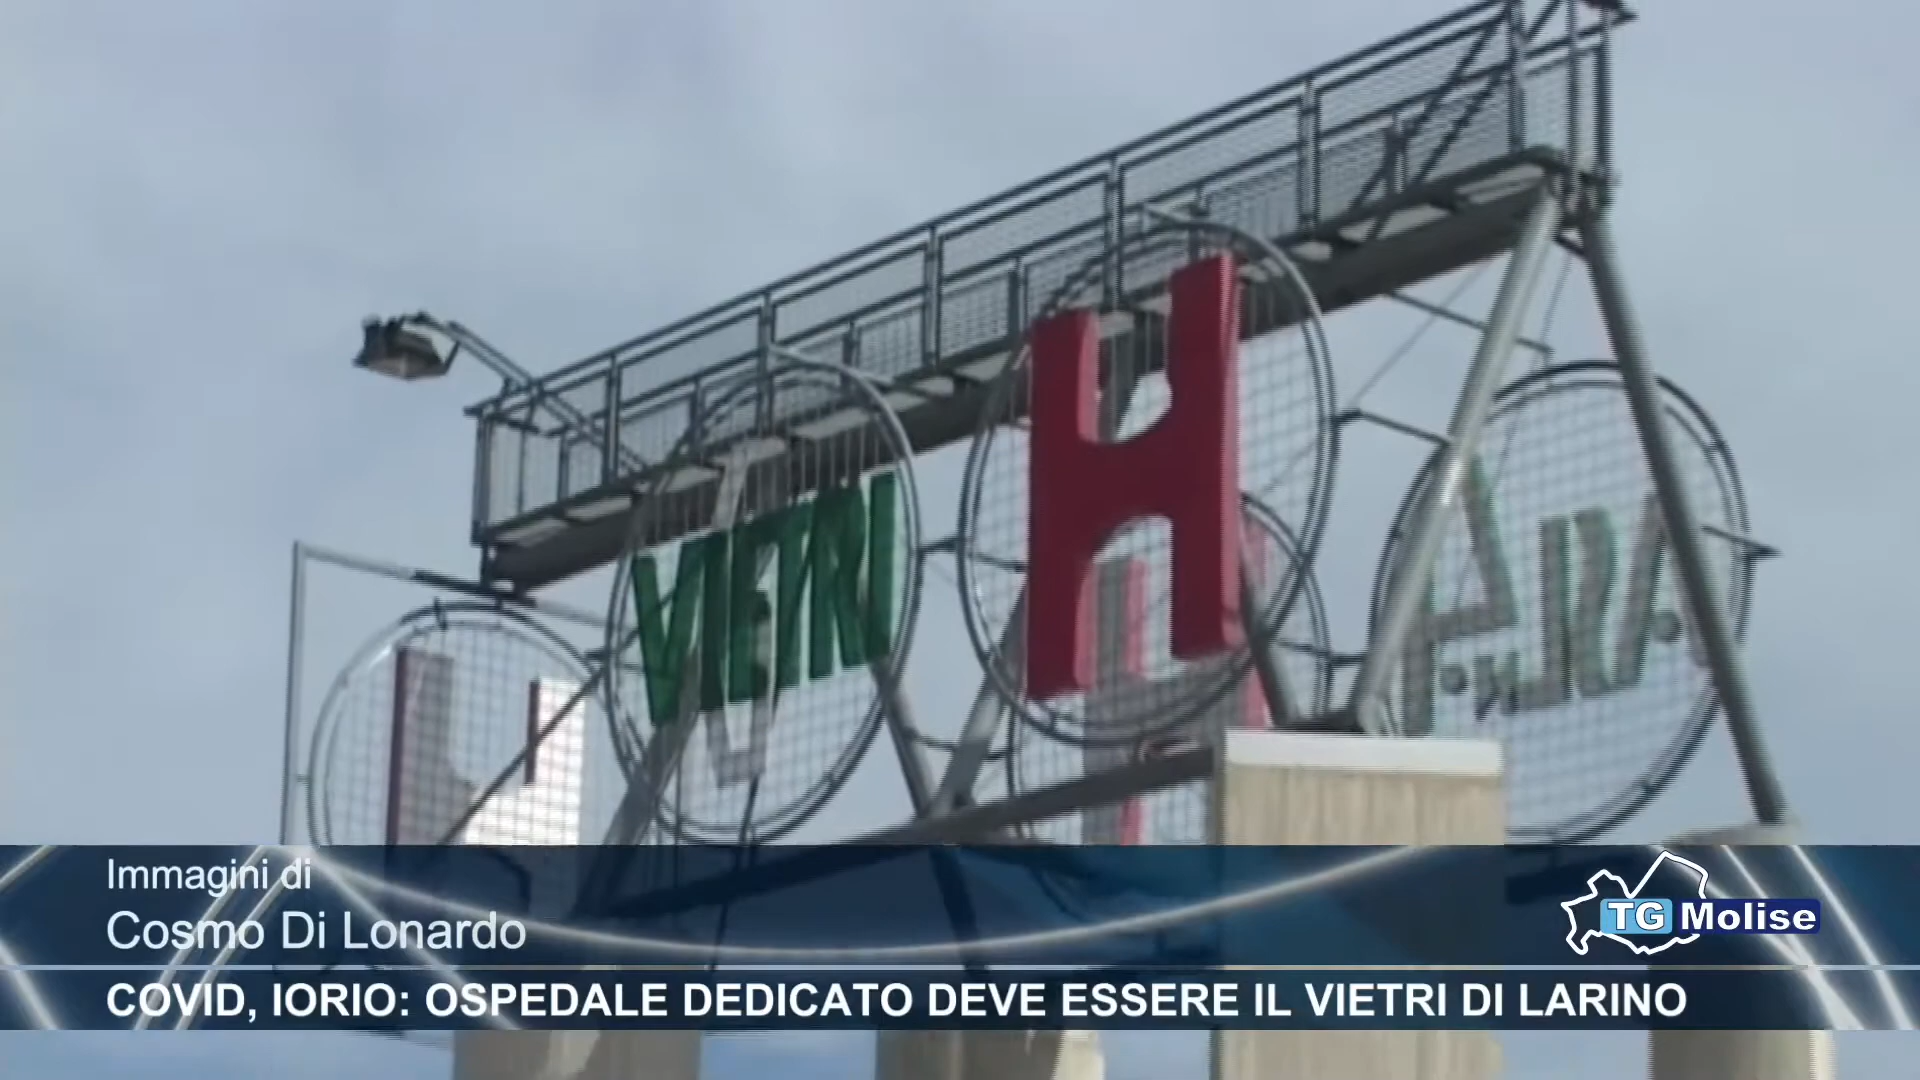 VIETRI
H
Immagini di
Cosmo Di Lonardo
TG Molise
COVID, IORIO: OSPEDALE DEDICATO DEVE ESSERE IL VIETRI DI LARINO